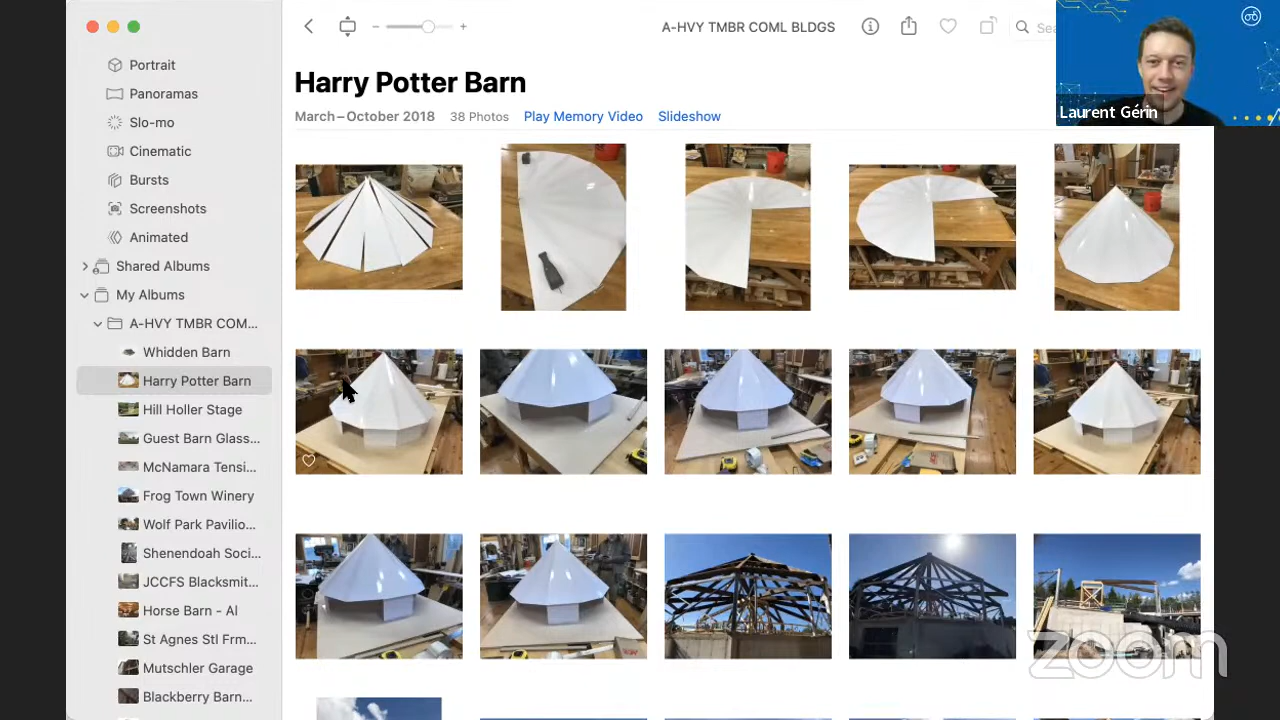 A-HVY TMBR COML BLDGS
Sea
Laurent Gérin
Harry Potter Barn
March – October 2018 38 Photos Play Memory Video Slideshow
Portrait
Panoramas
Slo-mo
Cinematic
Bursts
Screenshots
Animated
Shared Albums
My Albums
A-HVY TMBR COM...
Whidden Barn
Harry Potter Barn
Hill Holler Stage
Guest Barn Glass...
McNamara Tensi...
Frog Town Winery
Wolf Park Pavilio...
Shenendoah Soci...
JCCFS Blacksmit...
Horse Barn - Al
St Agnes Stl Frm...
Mutschler Garage
Blackberry Barn...
zoom